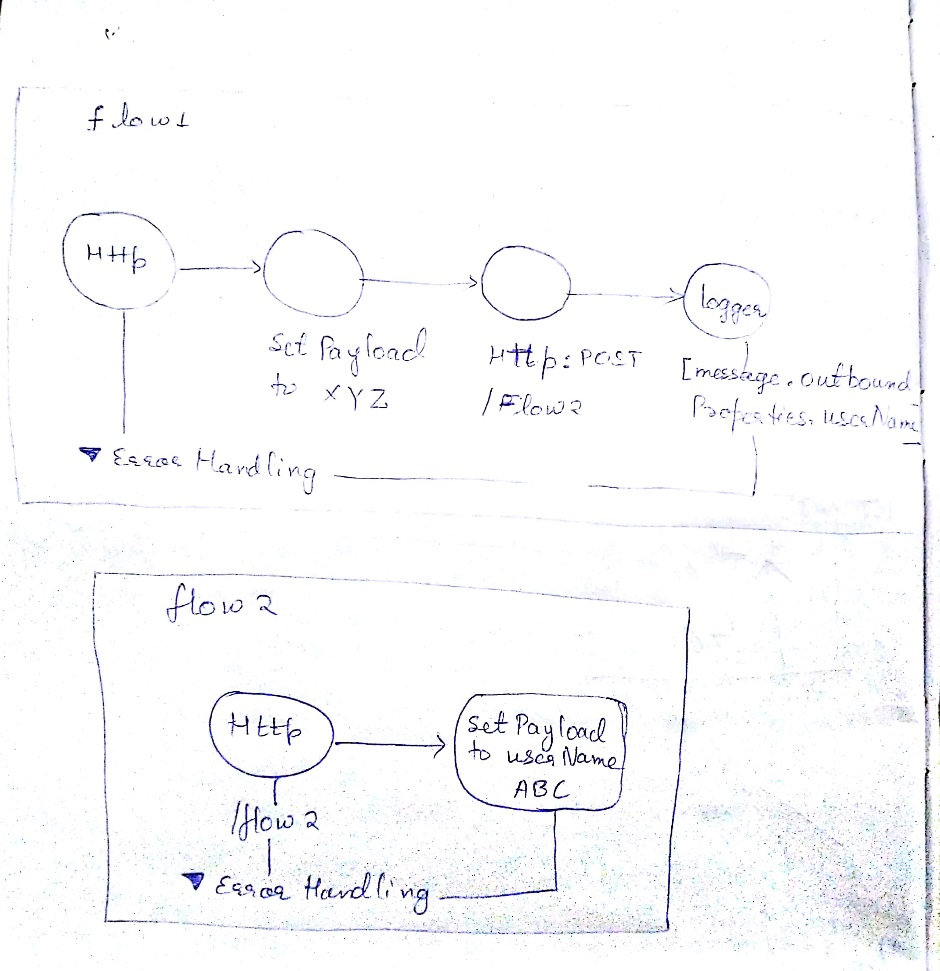 flow1
Http
Set Payload
to XYZ
Http: POST
/Flow2
logger
[message.outbound
Properties.userName]
Error Handling
flow 2
Http
/flow 2
set Payload
to user Name
ABC
Error Handling